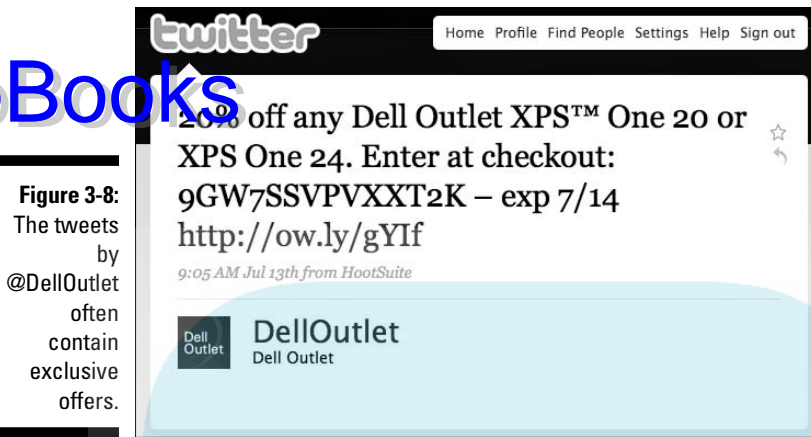 twitter
Home Profile Find People Settings Help Sign out
Books
20% off any Dell Outlet XPS™ One 20 or
XPS One 24. Enter at checkout:
9GW7SSVPVXXT2K – exp 7/14
http://ow.ly/gYIf
9:05 AM Jul 13th from HootSuite
Dell
Outlet
DellOutlet
Dell Outlet
Figure 3-8:
The tweets
by
@DellOutlet
often
contain
exclusive
offers.